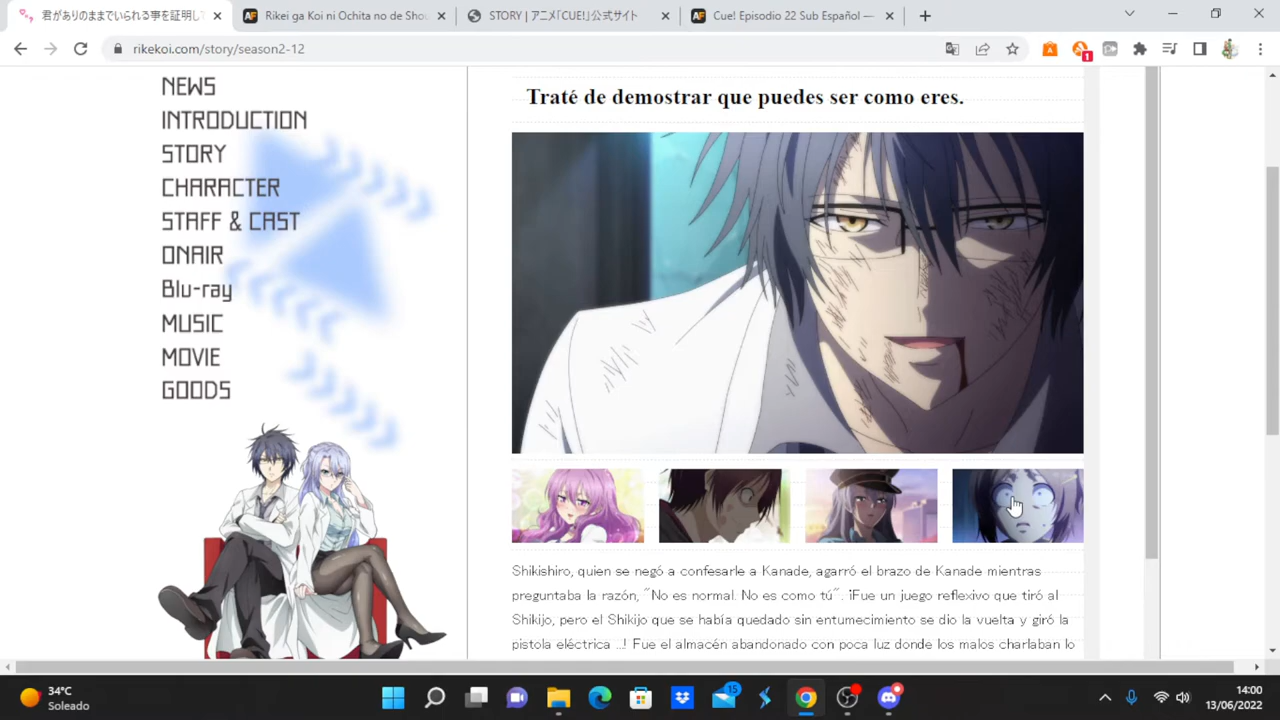 君がありのままでいられる事を証明して
Rikei ga Koi ni Ochita no de Shou
STORY | アニメ「CUE!」公式サイト
Cue! Episodio 22 Sub Español —
rikekoi.com/story/season2-12
1
NEWS
INTRODUCTION
STORY
CHARACTER
STAFF & CAST
ONAIR
Blu-ray
MUSIC
MOVIE
GOODS
Traté de demostrar que puedes ser como eres.
Shikishiro, quien se negó a confesarle a Kanade, agarró el brazo de Kanade mientras
preguntaba la razón, "No es normal. No es como tú". ¡Fue un juego reflexivo que tiró al
Shikijo, pero el Shikijo que se había quedado sin entumecimiento se dio la vuelta y giró la
pistola eléctrica ...! Fue el almacén abandonado con poca luz donde los malos charlaban lo
34°C
Soleado
15
14:00
13/06/2022